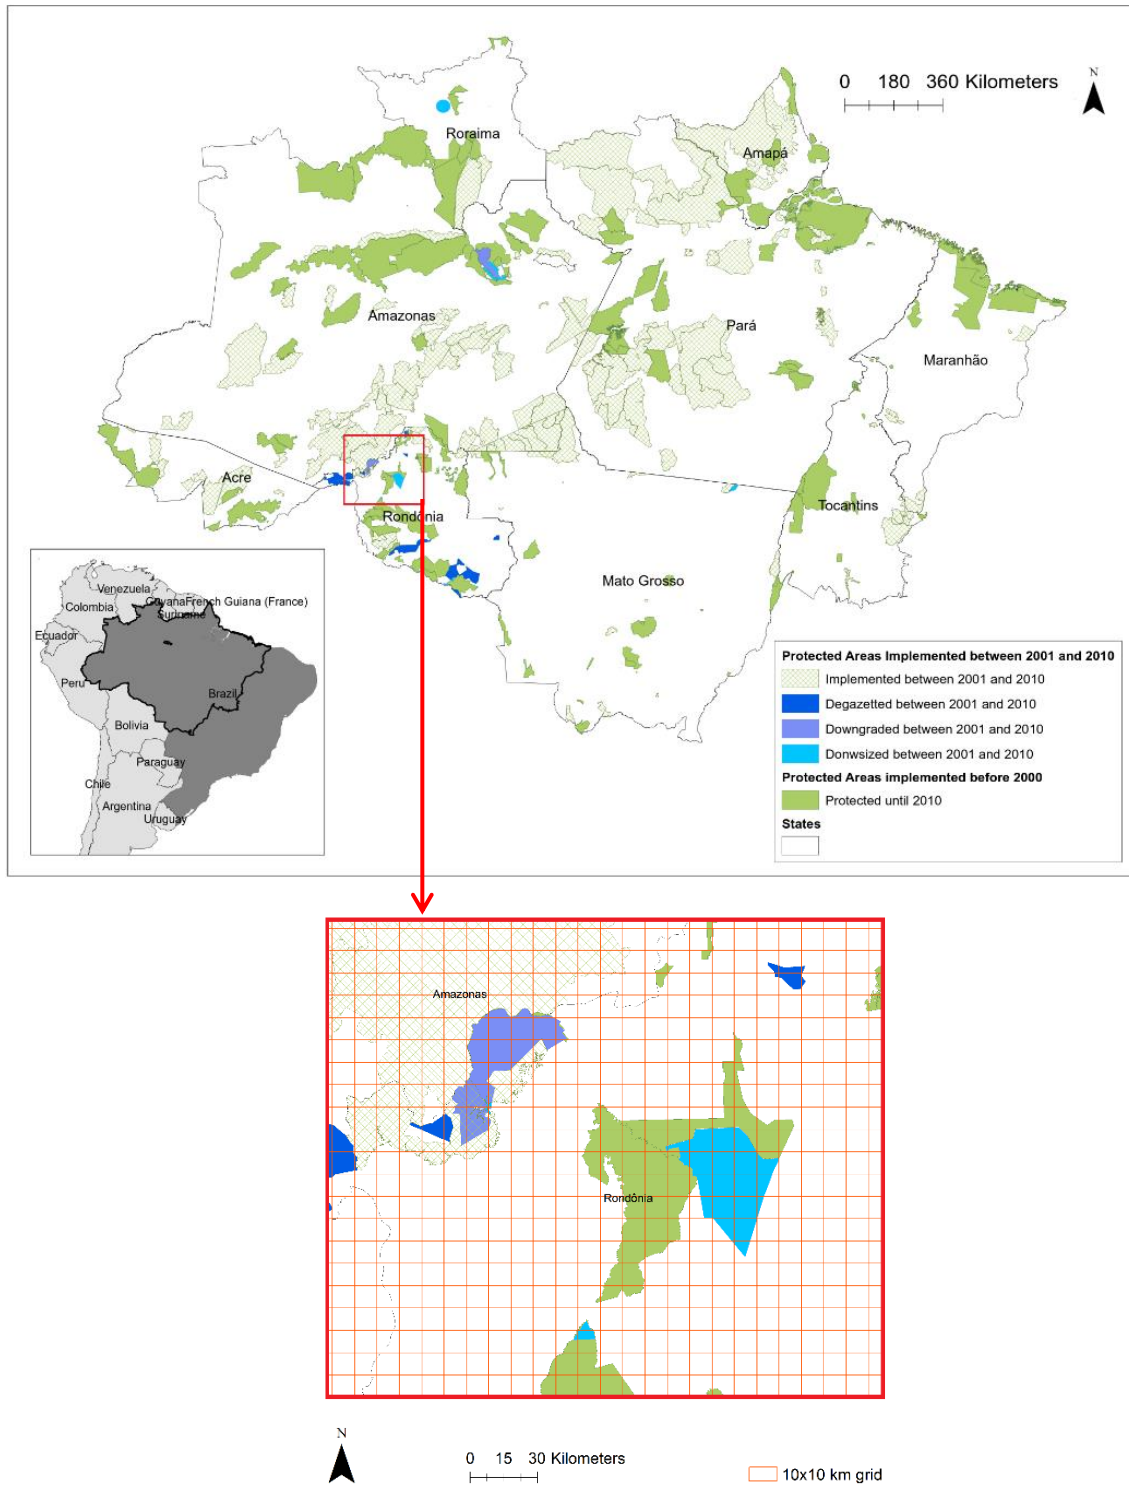 0 180 360 Kilometers
N
Roraima
Amapá
Amazonas
Pará
Maranhão
Acre
Tocantins
Rondônia
Mato Grosso
Venezuela
GuyanaFrench Guiana (France)
Colombia
Suriname
Ecuador
Peru
Brazil
Bolivia
Paraguay
Chile
Argentina
Uruguay
Protected Areas Implemented between 2001 and 2010
Implemented between 2001 and 2010
Degazetted between 2001 and 2010
Downgraded between 2001 and 2010
Donwsized between 2001 and 2010
Protected Areas implemented before 2000
Protected until 2010
States
Amazonas
Rondônia
N
0 15 30 Kilometers
10x10 km grid